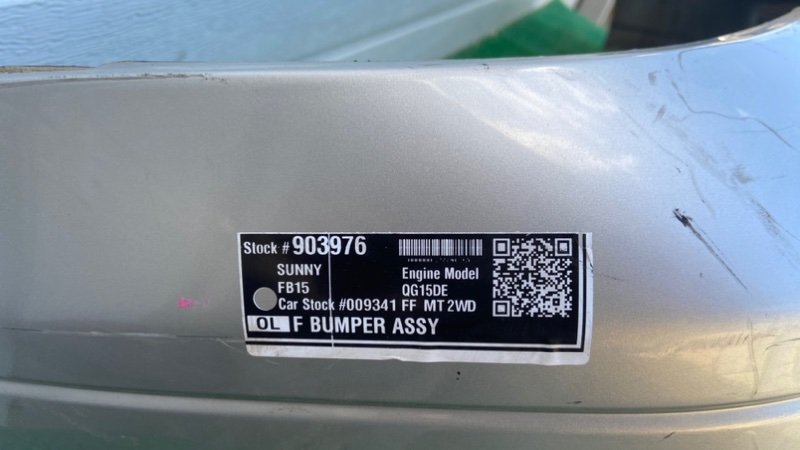 Stock # 903976
SUNNY
FB15
Engine Model
QG15DE
Car Stock #009341 FF MT 2WD
OL F BUMPER ASSY